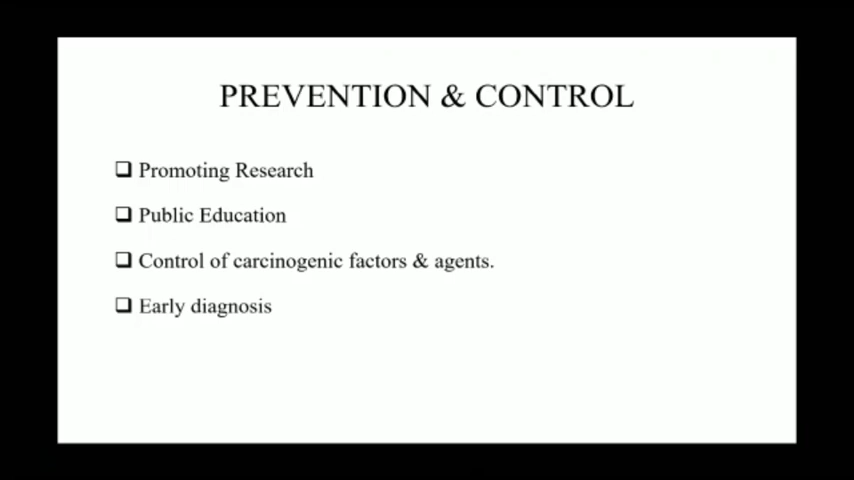 PREVENTION & CONTROL
❑ Promoting Research
❑ Public Education
❑ Control of carcinogenic factors & agents.
❑ Early diagnosis